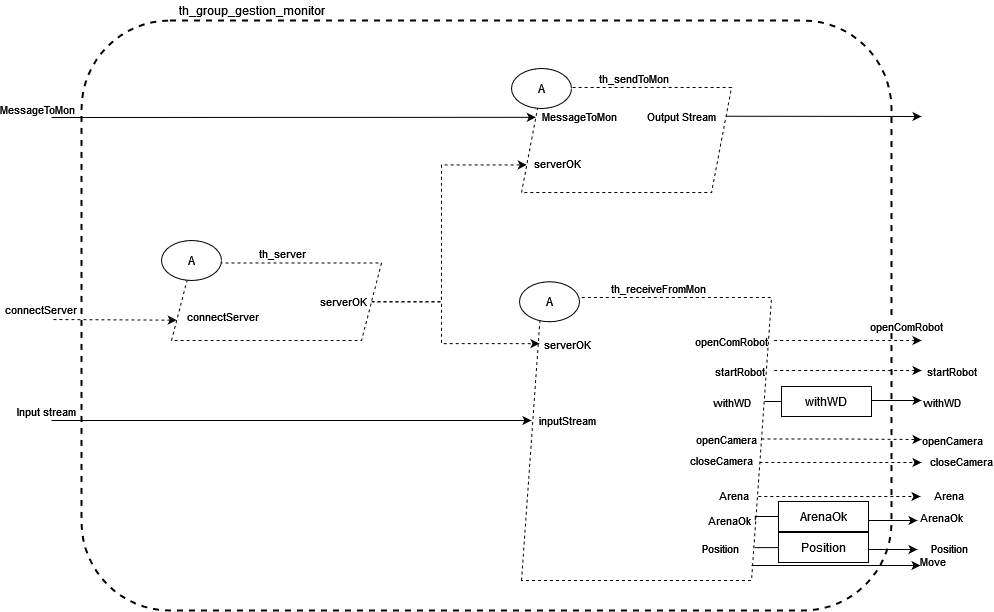 th_group_gestion_monitor
A
th_sendToMon
MessageToMon
MessageToMon
Output Stream
serverOK
A
th_server
serverOK
connectServer
connectServer
A
th_receiveFromMon
serverOK
openComRobot
openComRobot
startRobot
startRobot
withWD
withWD
withWD
Input stream
inputStream
openCamera
openCamera
closeCamera
closeCamera
Arena
Arena
ArenaOk
ArenaOk
ArenaOk
Position
Position
Position
Move